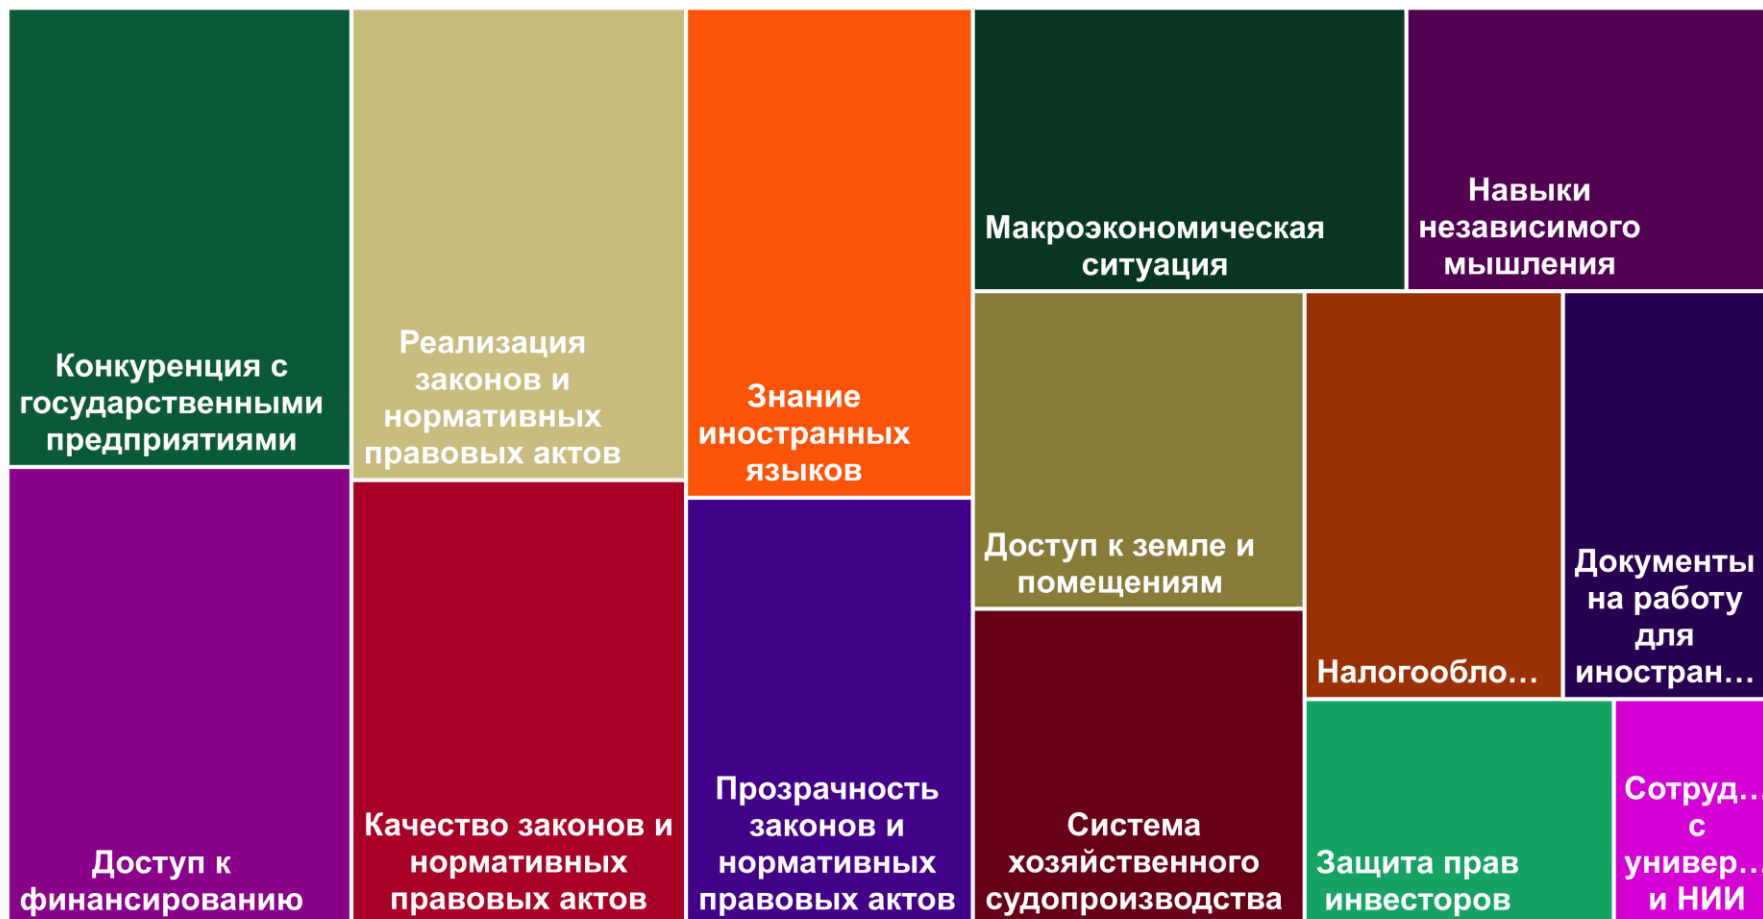 Конкуренция с
государственными
предприятиями
Реализация
законов и
нормативных
правовых актов
Знание
иностранных
языков
Макроэкономическая
ситуация
Навыки
независимого
мышления
Доступ к
финансированию
Качество законов и
нормативных
правовых актов
Прозрачность
законов и
нормативных
правовых актов
Доступ к земле и
помещениям
Налогообло…
Документы
на работу
для
иностран…
Система
хозяйственного
судопроизводства
Защита прав
инвесторов
Сотруд…
с
универ…
и НИИ